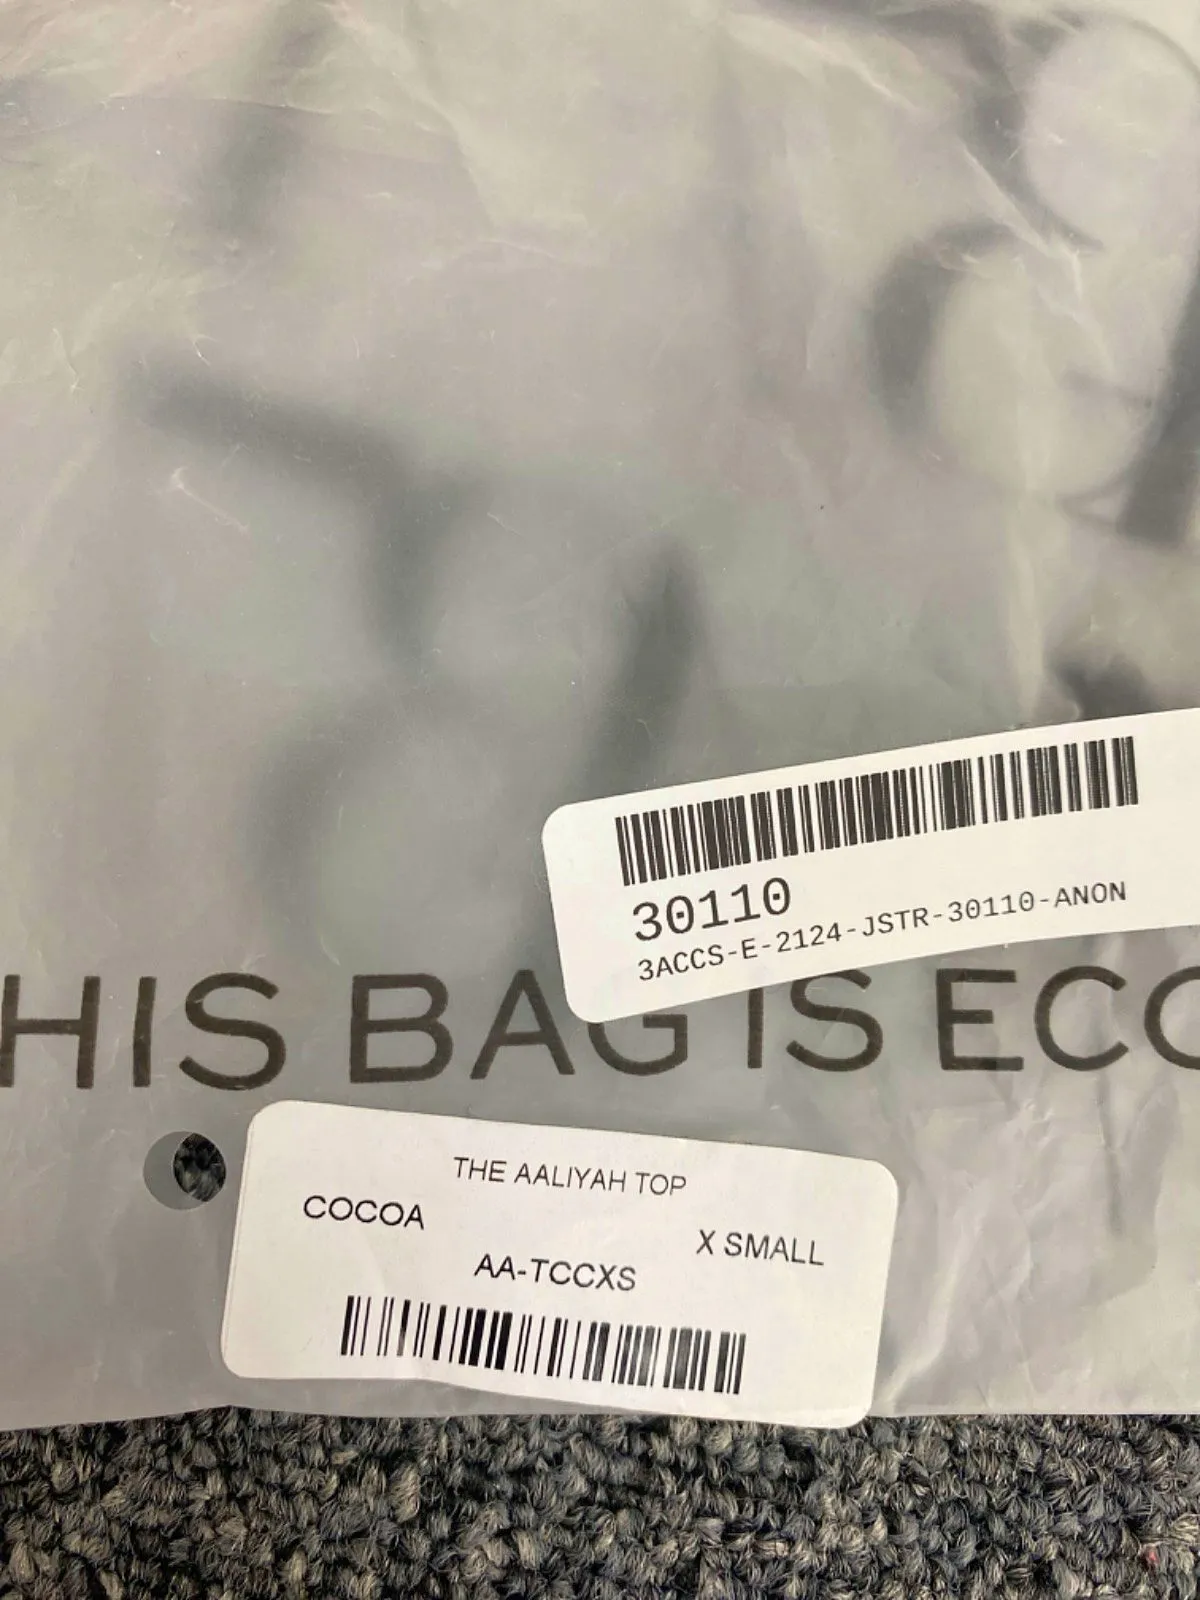 30110
3ACCS-E-2124-JSTR-30110-ANON
HIS BAG IS ECO
THE AALIYAH TOP
COCOA
X SMALL
AA-TCCXS